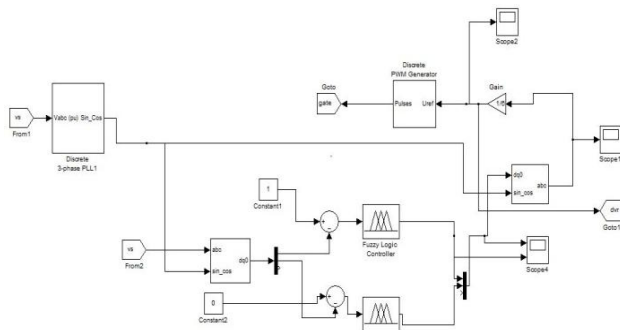 Scope2
Discrete
PWM Generator
Goto
gate
Pulses Uref
Gain
1/6
Scope1
vs
From1
Vabc (pu) Sin_Cos
Discrete
3-phase PLL1
dq0
sin_cos
abc
dvr
Goto1
1
Constant1
Fuzzy Logic
Controller
Scope4
vs
From2
abc
sin_cos
dq0
0
Constant2